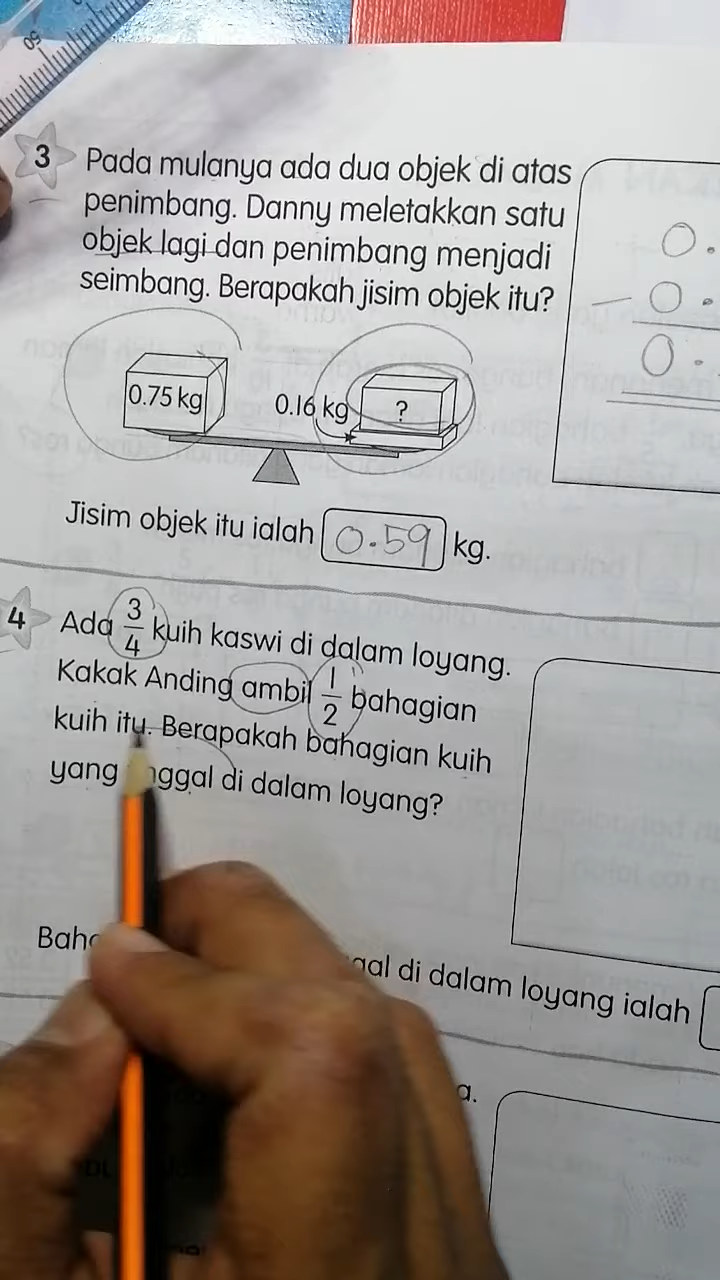 3 Pada mulanya ada dua objek di atas
penimbang. Danny meletakkan satu
objek lagi dan penimbang menjadi
seimbang. Berapakah jisim objek itu?
0.75 kg
0.16 kg
?
0.
- 0.
0.
Jisim objek itu ialah 0.59 kg.
4 Ada 3/4 kuih kaswi di dalam loyang.
Kakak Anding ambil 1/2 bahagian
kuih itu. Berapakah bahagian kuih
yang di dalam loyang?
di dalam loyang ialah
a.